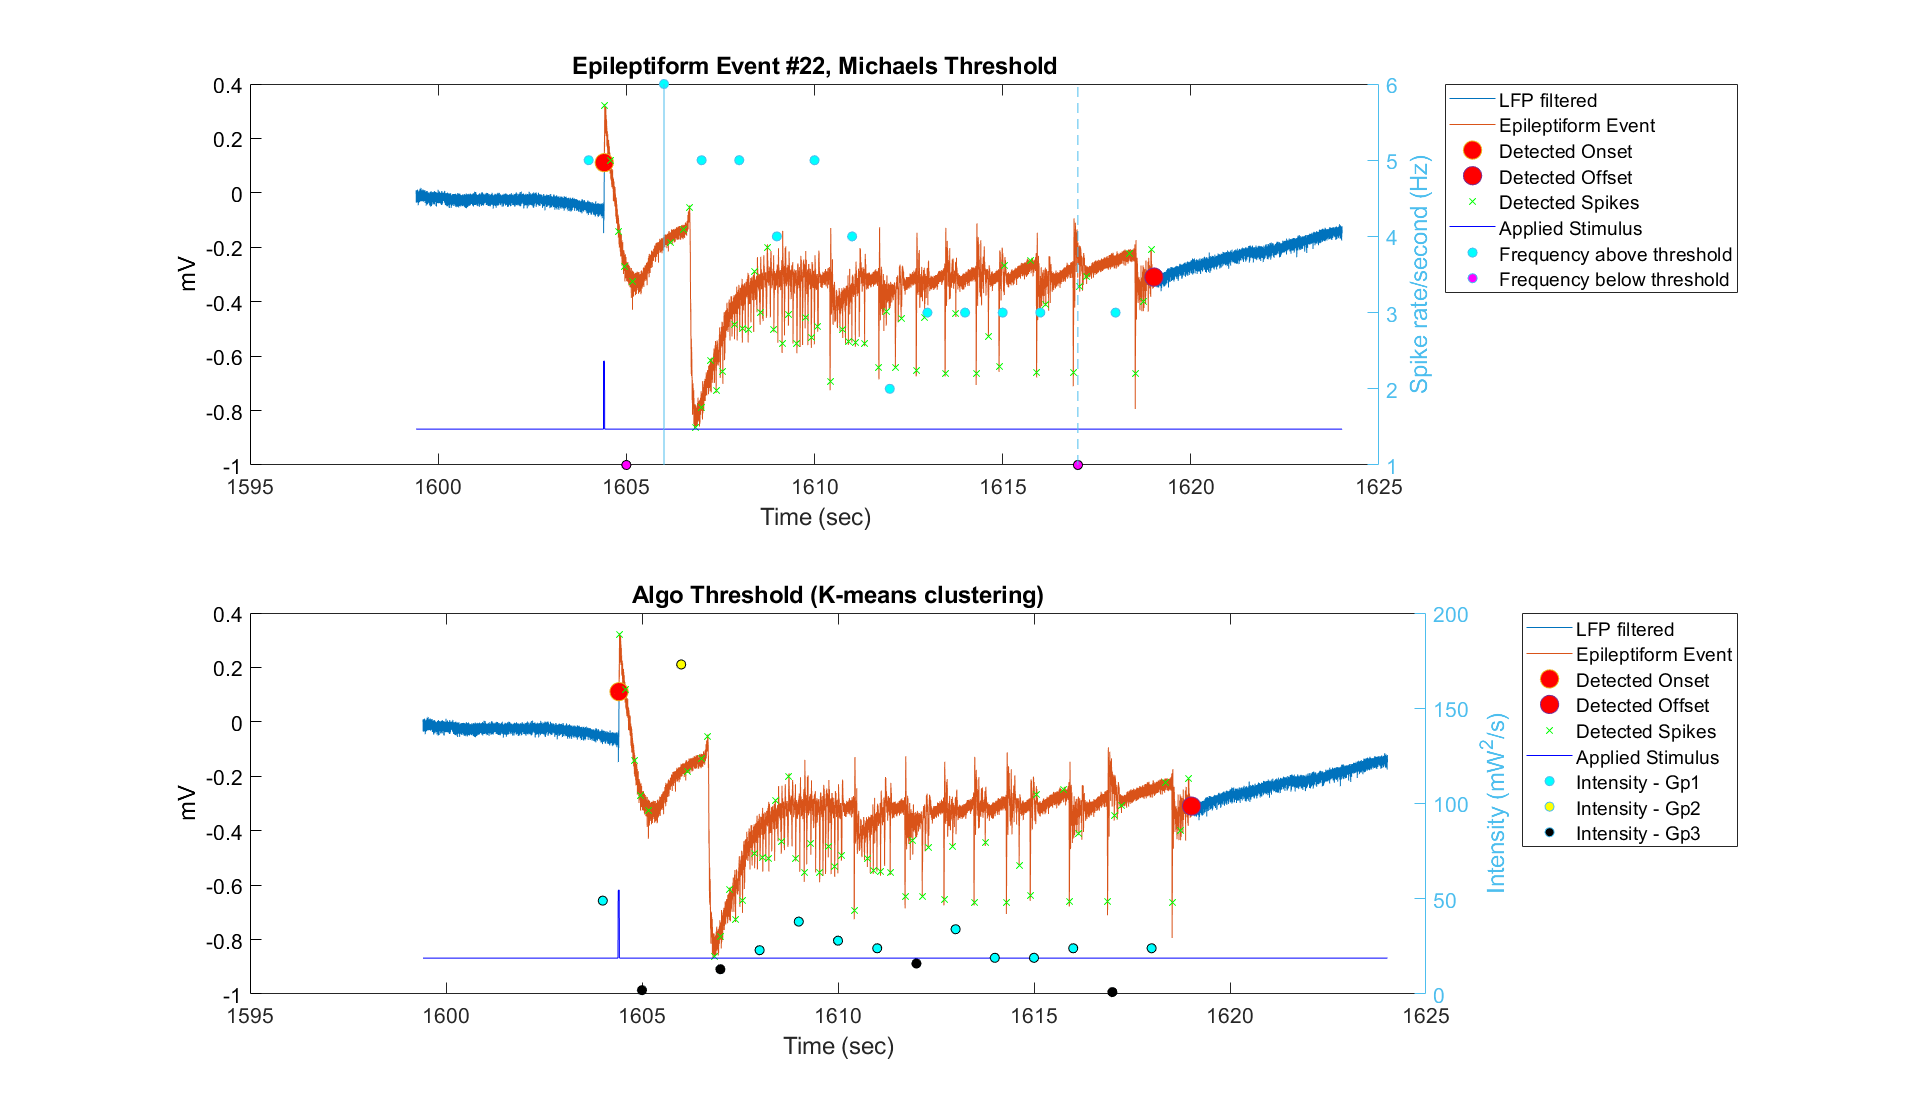 Epileptiform Event #22, Michaels Threshold
0.4
0.2
0
-0.2
-0.4
-0.6
-0.8
-1
mV
1595
1600
1605
1610
1615
1620
1625
Time (sec)
6
5
4
3
2
1
Spike rate/second (Hz)
LFP filtered
Epileptiform Event
Detected Onset
Detected Offset
Detected Spikes
Applied Stimulus
Frequency above threshold
Frequency below threshold
Algo Threshold (K-means clustering)
0.4
0.2
0
-0.2
-0.4
-0.6
-0.8
-1
mV
1595
1600
1605
1610
1615
1620
1625
Time (sec)
200
150
100
50
0
Intensity (mW²/s)
LFP filtered
Epileptiform Event
Detected Onset
Detected Offset
Detected Spikes
Applied Stimulus
Intensity - Gp1
Intensity - Gp2
Intensity - Gp3